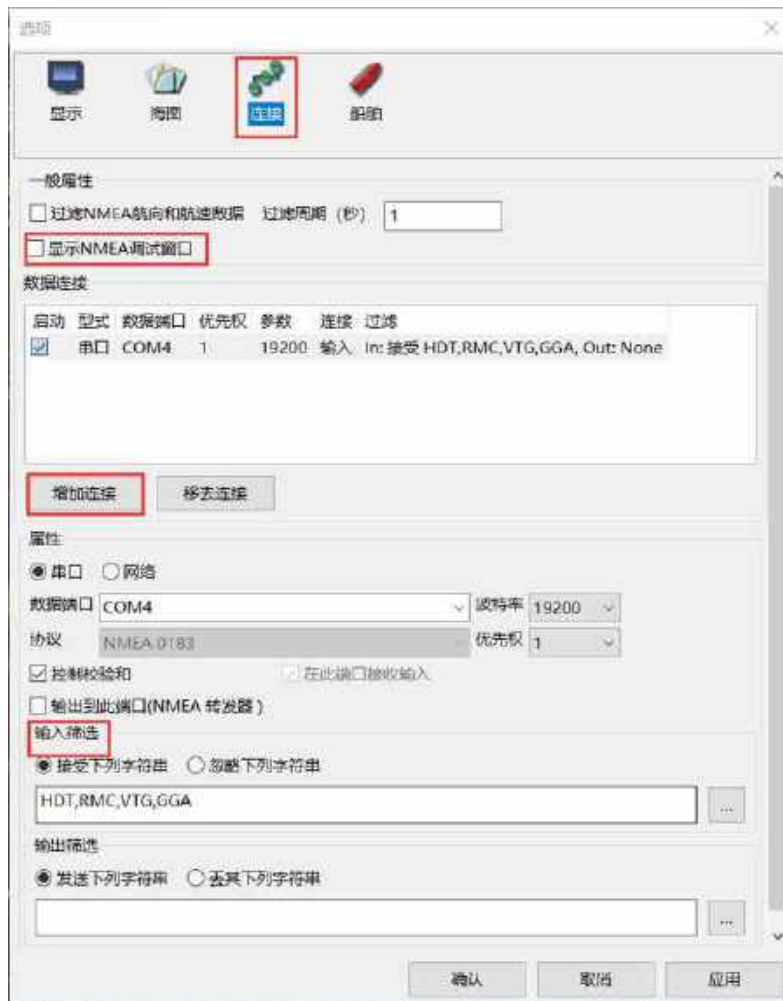 选项
显示 海图 连接 船舶
一般属性
过滤NMEA航向和航速数据 过滤周期（秒） 1
显示NMEA调试窗口
数据连接
启动 型式 数据端口 优先权 参数 连接 过滤
串口 COM4 1 19200 输入 In: 接受 HDT,RMC,VTG,GGA, Out: None
增加连接 移去连接
属性
串口 网络
数据端口 COM4 波特率 19200
协议 NMEA 0183 优先权 1
控制校验和 在此端口接收输入
输出到此端口(NMEA 转发器)
输入筛选
接受下列字符串 忽略下列字符串
HDT,RMC,VTG,GGA ...
输出筛选
发送下列字符串 丢其下列字符串
...
确认 取消 应用